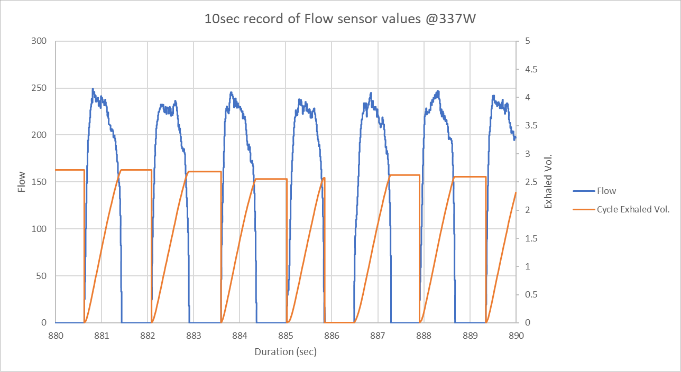 10sec record of Flow sensor values @337W
300
250
200
150
100
50
0
Flow
5
4.5
4
3.5
3
2.5
2
1.5
1
0.5
0
Exhaled Vol.
880 881 882 883 884 885 886 887 888 889 890
Duration (sec)
Flow
Cycle Exhaled Vol.